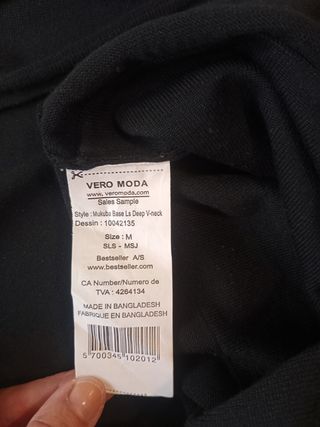 VERO MODA
www. veromoda.com
Sales Sample
Style : Mukubu Base Ls Deep V-neck
Dessin : 10042135
Size : M
SLS - MSJ
Bestseller A/S
www.bestseller.com
CA Number/Numero de
TVA : 4264134
MADE IN BANGLADESH
FABRIQUE EN BANGLADESH
5 700345 102012